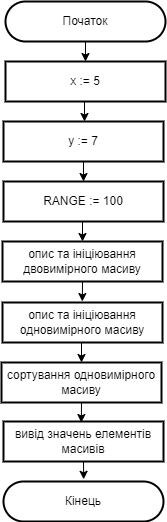 Початок
x := 5
y := 7
RANGE := 100
опис та ініціювання
двовимірного масиву
опис та ініціювання
одновимірного масиву
сортування одновимірного
масиву
вивід значень елементів
масивів
Кінець